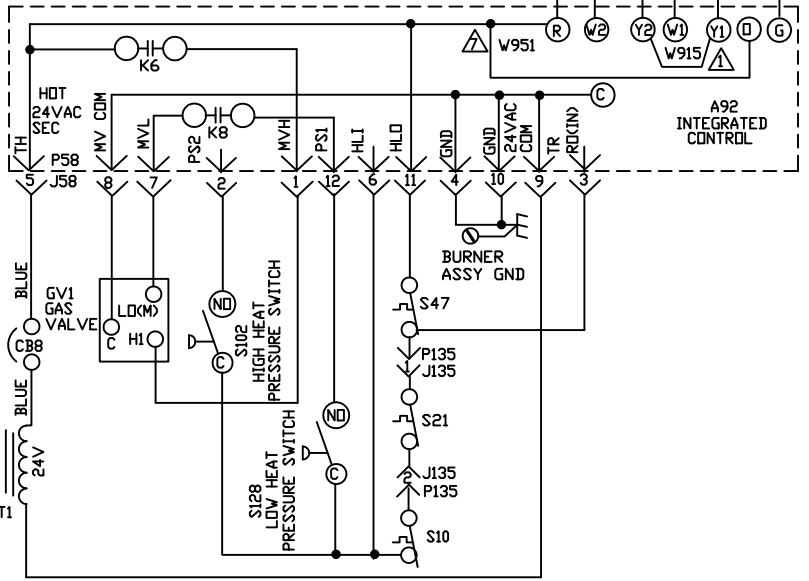 R W2 Y2 W1 Y1 O G
7 W951
W915 1
K6
HOT
24VAC
SEC
C
A92
INTEGRATED
CONTROL
K8
TH
MV COM
MVL
PS2
MVH
PS1
HLI
HLO
GND
GND
24VAC
COM
TR
RO(IN)
P58
J58
5 8 7 2 1 12 6 11 4 10 9 3
BURNER
ASSY GND
BLUE
GV1
GAS
VALVE
LO(M)
C
H1
NO
C
S102
HIGH HEAT
PRESSURE SWITCH
S47
CB8
P135
1 J135
BLUE
S21
NO
C
S128
LOW HEAT
PRESSURE SWITCH
24V
T1
J135
2
P135
S10